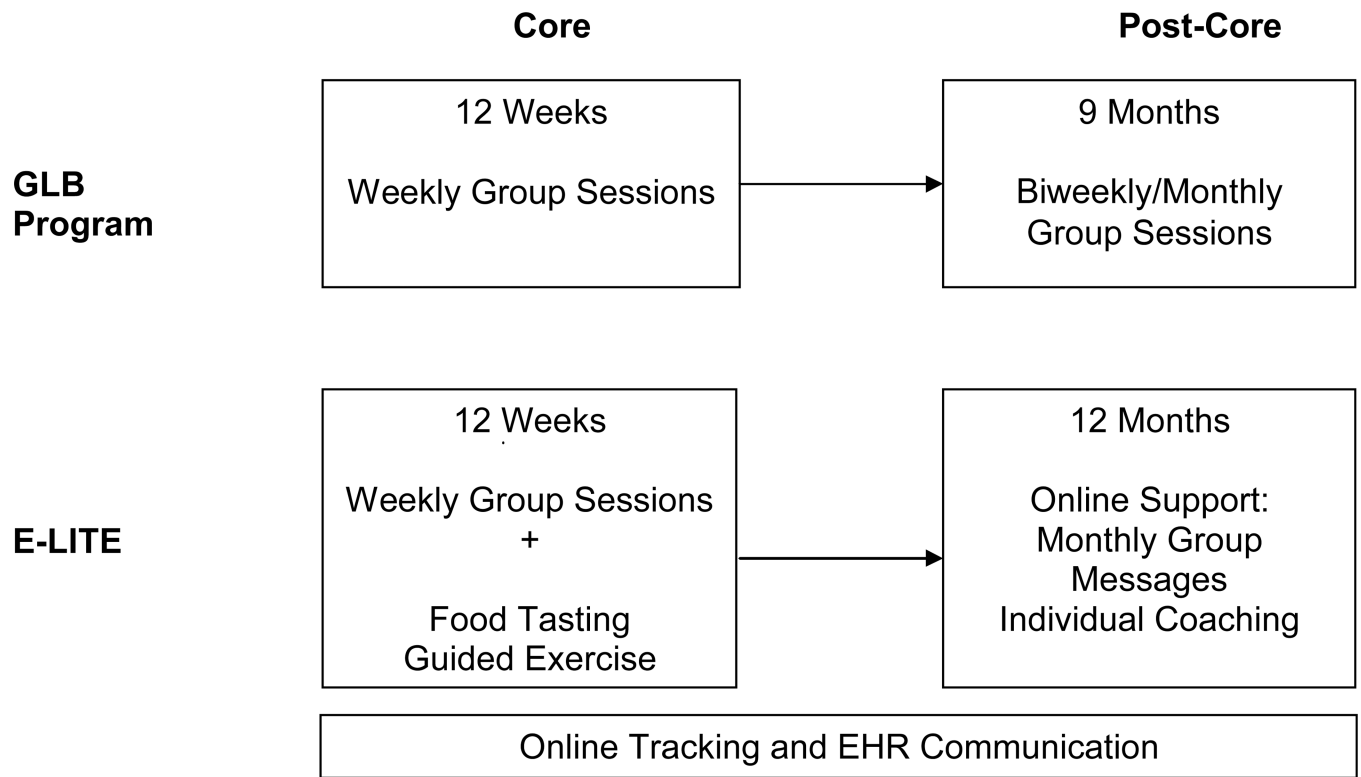 Core
Post-Core
GLB
Program
12 Weeks
Weekly Group Sessions
9 Months
Biweekly/Monthly
Group Sessions
E-LITE
12 Weeks
Weekly Group Sessions
+
Food Tasting
Guided Exercise
12 Months
Online Support:
Monthly Group
Messages
Individual Coaching
Online Tracking and EHR Communication